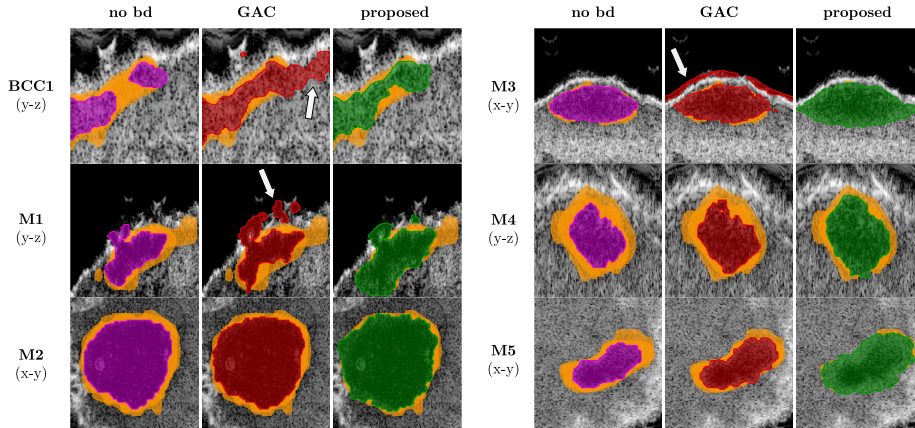 no bd GAC proposed
BCC1
(y-z)
M1
(y-z)
M2
(x-y)
no bd GAC proposed
M3
(x-y)
M4
(y-z)
M5
(x-y)